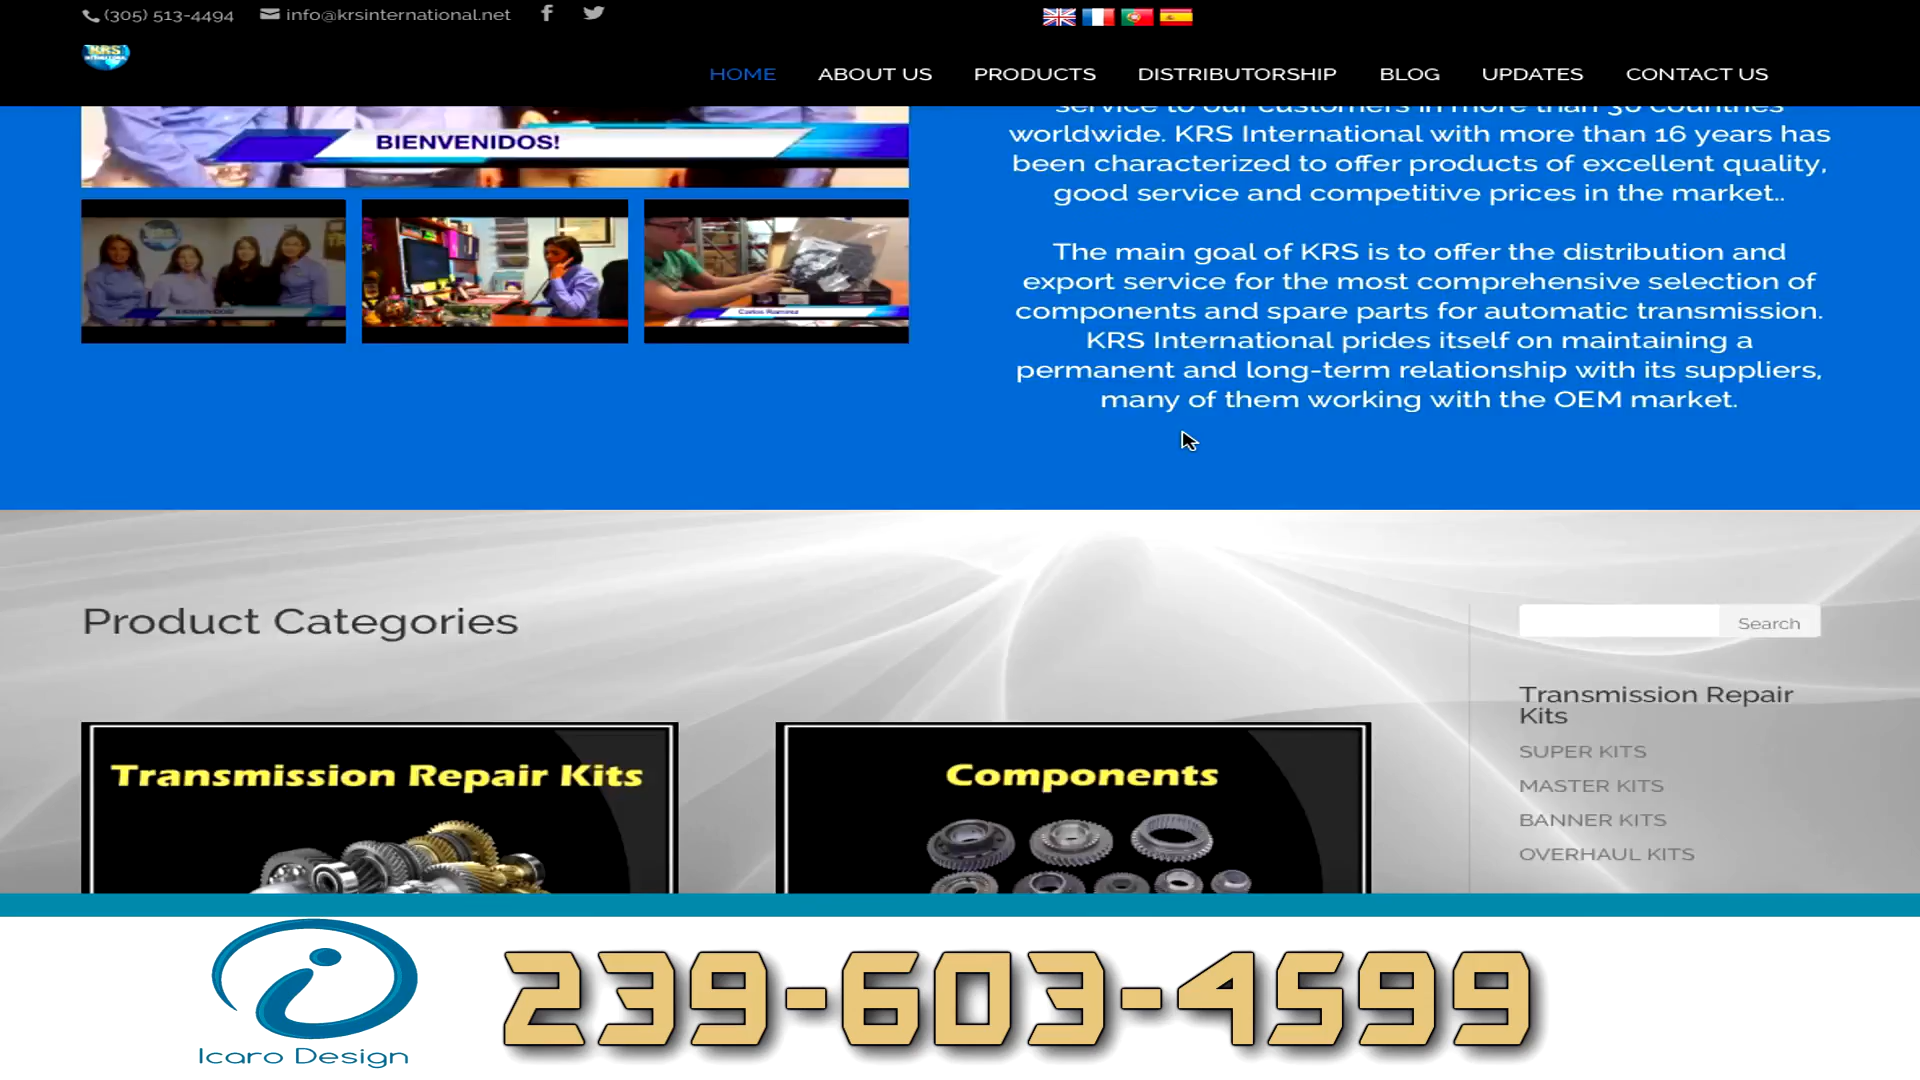 (305) 513-4494 info@krsinternational.net
KRS
HOME ABOUT US PRODUCTS DISTRIBUTORSHIP BLOG UPDATES CONTACT US
BIENVENIDOS!
BIENVENIDOS!
Carlos Ramirez
service to our customers in more than 30 countries
worldwide. KRS International with more than 16 years has
been characterized to offer products of excellent quality,
good service and competitive prices in the market..
The main goal of KRS is to offer the distribution and
export service for the most comprehensive selection of
components and spare parts for automatic transmission.
KRS International prides itself on maintaining a
permanent and long-term relationship with its suppliers,
many of them working with the OEM market.
Product Categories
Transmission Repair Kits
Components
Search
Transmission Repair
Kits
SUPER KITS
MASTER KITS
BANNER KITS
OVERHAUL KITS
Icaro Design
239-603-4599